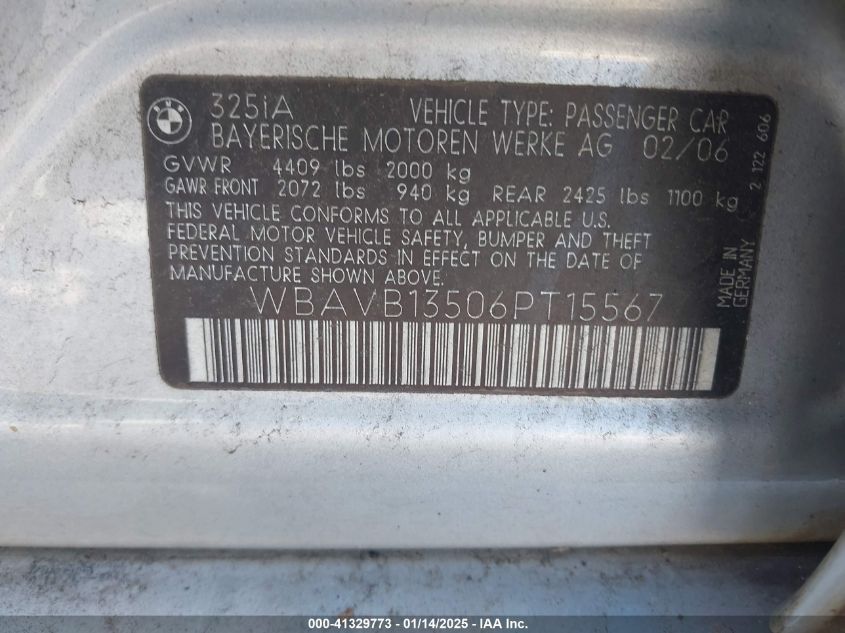 BMW
325iA VEHICLE TYPE: PASSENGER CAR
BAYERISCHE MOTOREN WERKE AG 02/06
GVWR 4409 lbs 2000 kg
GAWR FRONT 2072 lbs 940 kg REAR 2425 lbs 1100 kg
THIS VEHICLE CONFORMS TO ALL APPLICABLE U.S.
FEDERAL MOTOR VEHICLE SAFETY, BUMPER AND THEFT
PREVENTION STANDARDS IN EFFECT ON THE DATE OF
MANUFACTURE SHOWN ABOVE.
WBAVB13506PT15567
MADE IN
GERMANY
2 122 606
000-41329773 - 01/14/2025 - IAA Inc.